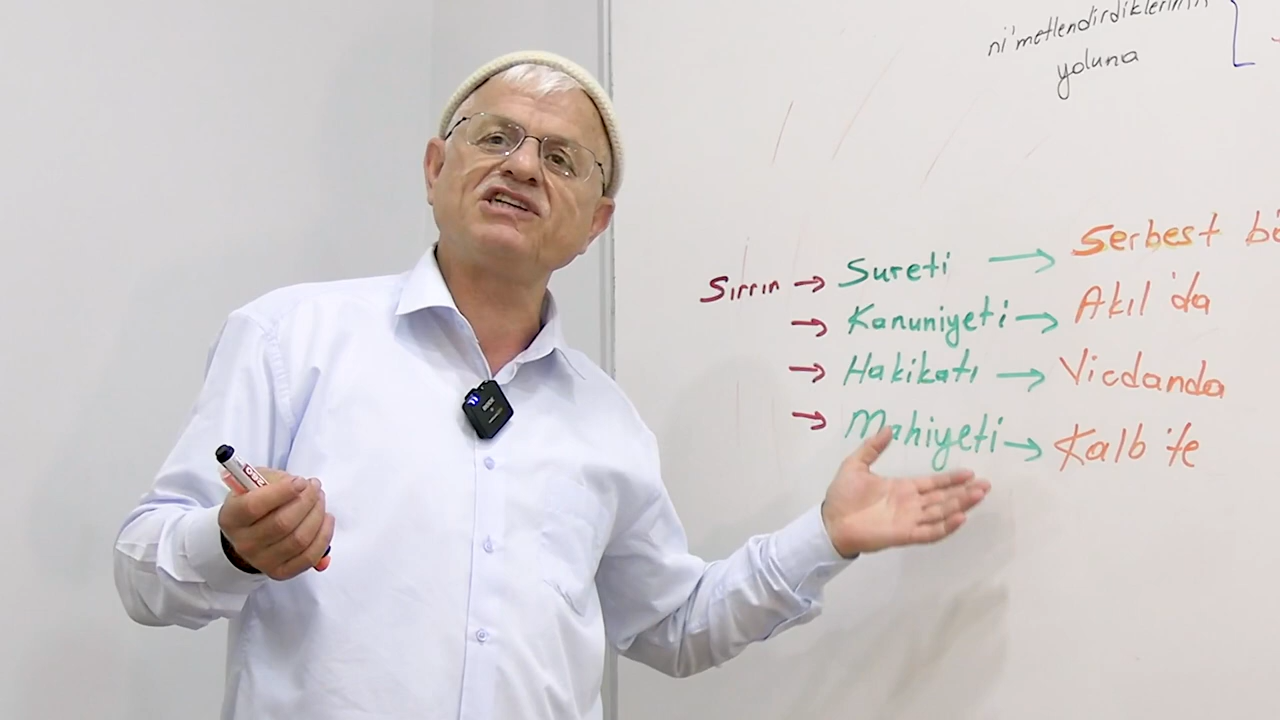 ni'metlendirdiklerinin
yoluna
Sırrın → Sureti → Serbest
→ Kanuniyeti → Akıl'da
→ Hakikatı → Vicdanda
→ Mahiyeti → Kalb'te